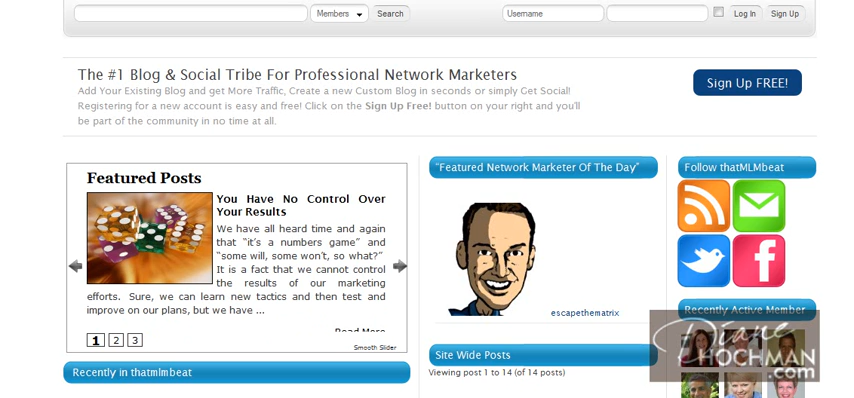 Members
Search
Username
Log In
Sign Up
The #1 Blog & Social Tribe For Professional Network Marketers
Add Your Existing Blog and get More Traffic, Create a new Custom Blog in seconds or simply Get Social!
Registering for a new account is easy and free! Click on the Sign Up Free! button on your right and you'll
be part of the community in no time at all.
Sign Up FREE!
Featured Posts
You Have No Control Over
Your Results
We have all heard time and again
that "it's a numbers game" and
"some will, some won't, so what?"
It is a fact that we cannot control
the results of our marketing
efforts. Sure, we can learn new tactics and then test and
improve on our plans, but we have ...
Read More
1 2 3
Smooth Slider
Recently in thatmlmbeat
"Featured Network Marketer Of The Day"
escapethematrix
Site Wide Posts
Viewing post 1 to 14 (of 14 posts)
Follow thatMLMbeat
f
Recently Active Member
Diane
HOCHMAN
.com